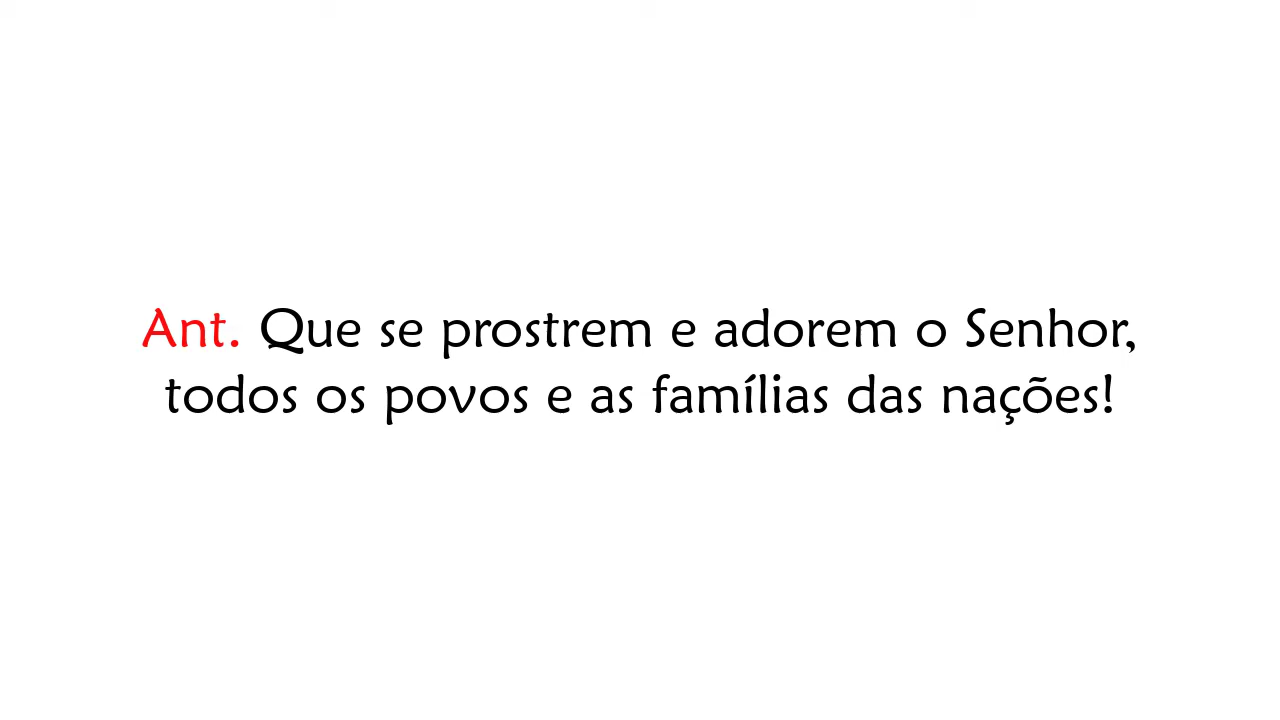 Ant. Que se prostrem e adorem o Senhor,
todos os povos e as famílias das nações!